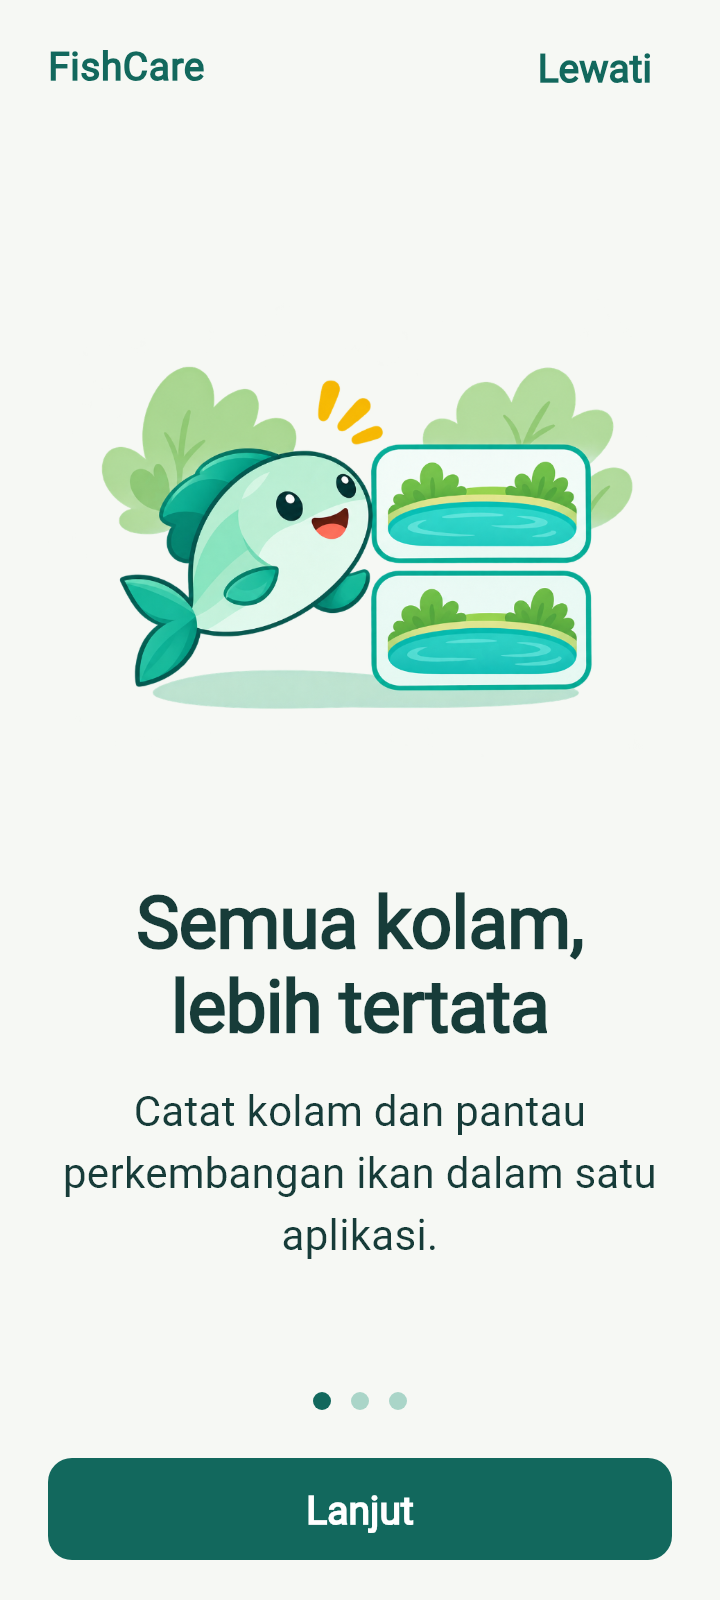 FishCare
Lewati
Semua kolam,
lebih tertata
Catat kolam dan pantau
perkembangan ikan dalam satu
aplikasi.
Lanjut